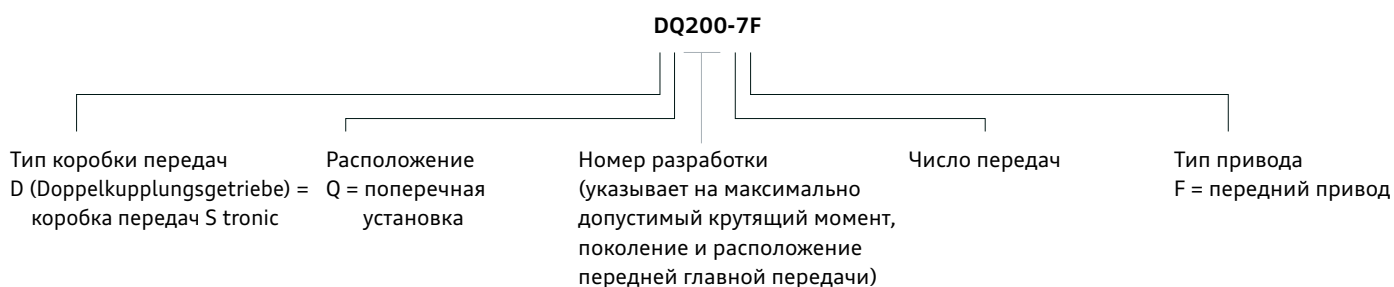 DQ200-7F
Тип коробки передач
D (Doppelkupplungsgetriebe) =
коробка передач S tronic
Расположение
Q = поперечная
установка
Номер разработки
(указывает на максимально
допустимый крутящий момент,
поколение и расположение
передней главной передачи)
Число передач
Тип привода
F = передний привод